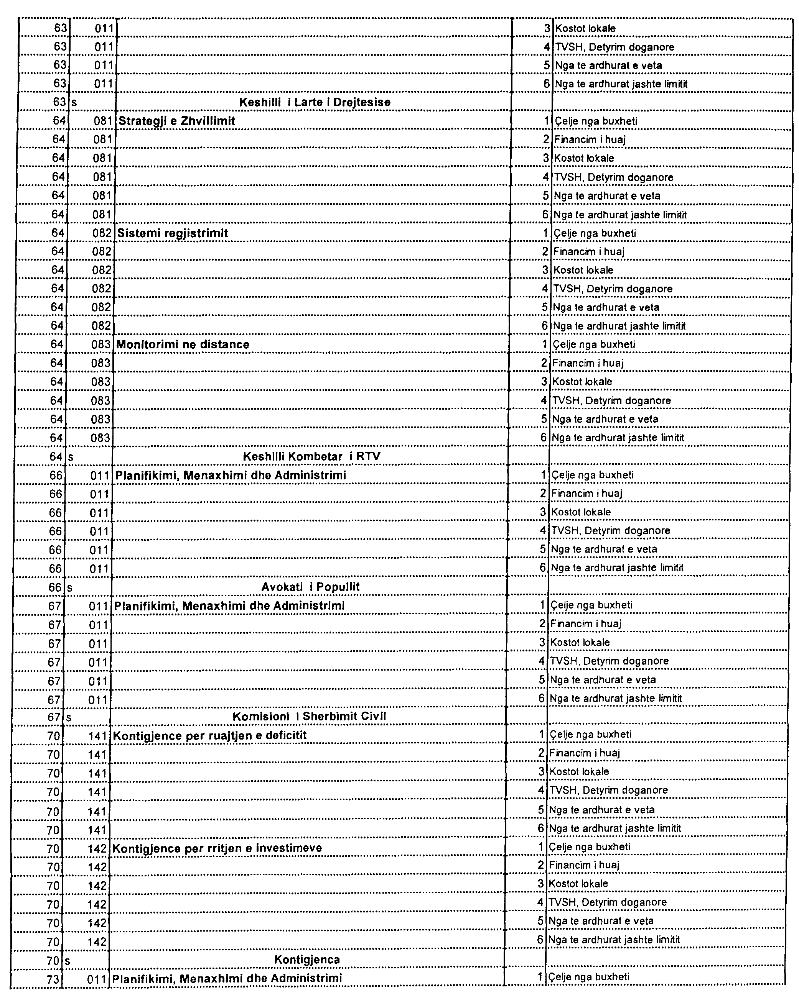 63 011 3 Kostot lokale
63 011 4 TVSH, Detyrim doganore
63 011 5 Nga te ardhurat e veta
63 011 6 Nga te ardhurat jashte limitit
63 s Keshilli i Larte i Drejtesise
64 081 Strategji e Zhvillimit 1 Çelje nga buxheti
64 081 2 Financim i huaj
64 081 3 Kostot lokale
64 081 4 TVSH, Detyrim doganore
64 081 5 Nga te ardhurat e veta
64 081 6 Nga te ardhurat jashte limitit
64 082 Sistemi regjistrimit 1 Çelje nga buxheti
64 082 2 Financim i huaj
64 082 3 Kostot lokale
64 082 4 TVSH, Detyrim doganore
64 082 5 Nga te ardhurat e veta
64 082 6 Nga te ardhurat jashte limitit
64 083 Monitorimi ne distance 1 Çelje nga buxheti
64 083 2 Financim i huaj
64 083 3 Kostot lokale
64 083 4 TVSH, Detyrim doganore
64 083 5 Nga te ardhurat e veta
64 083 6 Nga te ardhurat jashte limitit
64 s Keshilli Kombetar i RTV
66 011 Planifikimi, Menaxhimi dhe Administrimi 1 Çelje nga buxheti
66 011 2 Financim i huaj
66 011 3 Kostot lokale
66 011 4 TVSH, Detyrim doganore
66 011 5 Nga te ardhurat e veta
66 011 6 Nga te ardhurat jashte limitit
66 s Avokati i Popullit
67 011 Planifikimi, Menaxhimi dhe Administrimi 1 Çelje nga buxheti
67 011 2 Financim i huaj
67 011 3 Kostot lokale
67 011 4 TVSH, Detyrim doganore
67 011 5 Nga te ardhurat e veta
67 011 6 Nga te ardhurat jashte limitit
67 s Komisioni i Sherbimit Civil
70 141 Kontigjence per ruajtjen e deficitit 1 Çelje nga buxheti
70 141 2 Financim i huaj
70 141 3 Kostot lokale
70 141 4 TVSH, Detyrim doganore
70 141 5 Nga te ardhurat e veta
70 141 6 Nga te ardhurat jashte limitit
70 142 Kontigjence per rritjen e investimeve 1 Çelje nga buxheti
70 142 2 Financim i huaj
70 142 3 Kostot lokale
70 142 4 TVSH, Detyrim doganore
70 142 5 Nga te ardhurat e veta
70 142 6 Nga te ardhurat jashte limitit
70 s Kontigjenca
73 011 Planifikimi, Menaxhimi dhe Administrimi 1 Çelje nga buxheti